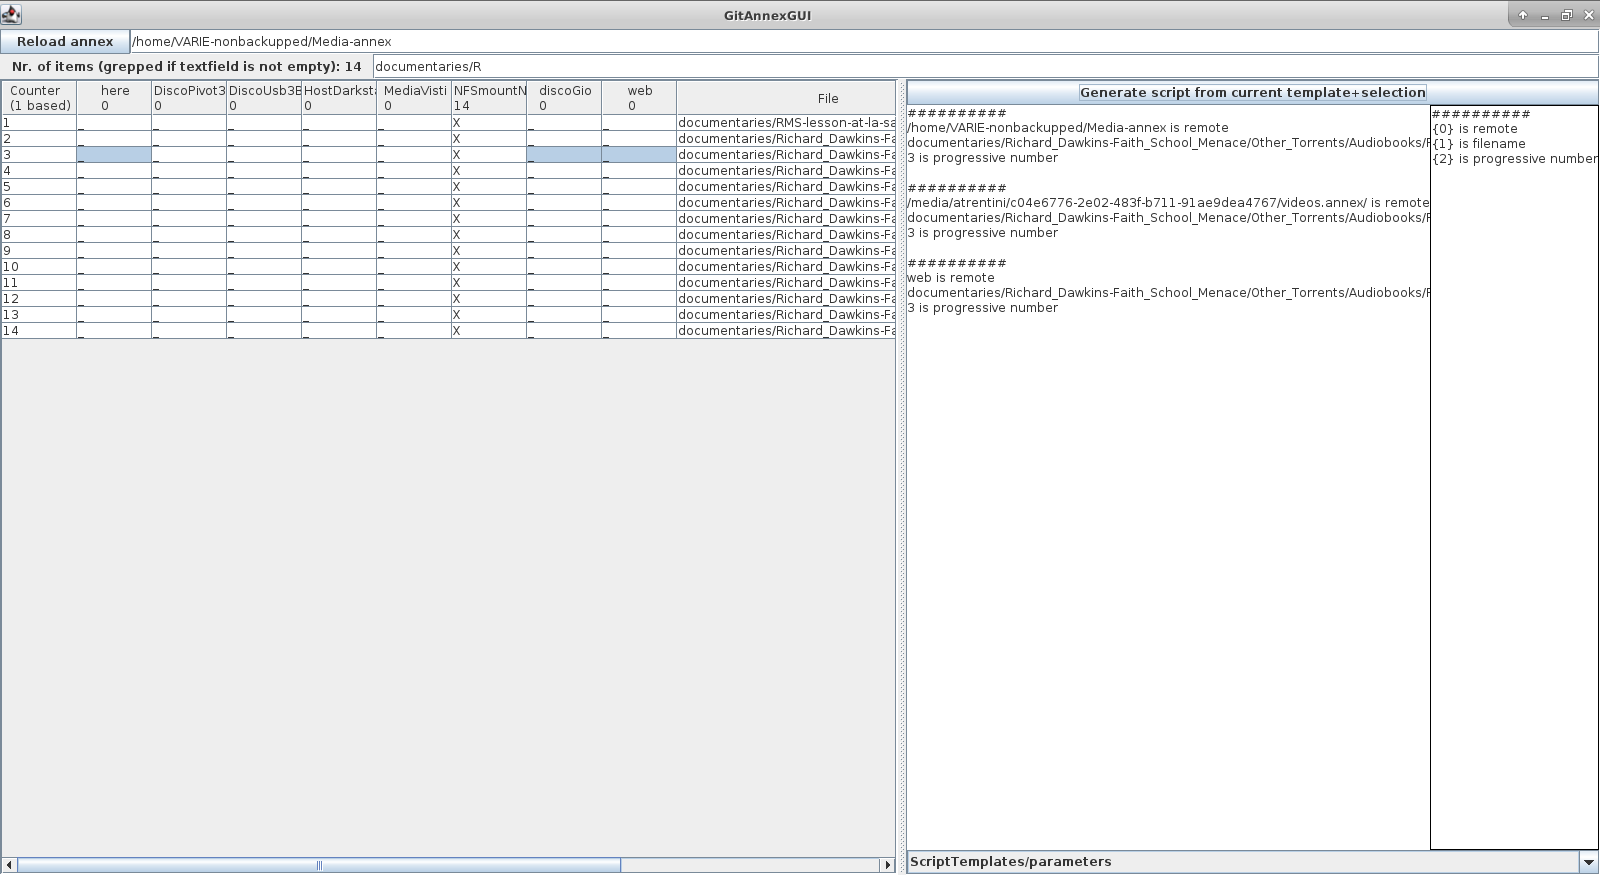 GitAnnexGUI
Reload annex /home/VARIE-nonbackupped/Media-annex
Nr. of items (grepped if textfield is not empty): 14 documentaries/R
Counter here DiscoPivot3 DiscoUsb3E HostDarksta MediaVisti NFSmountN discoGio web File
(1 based) 0 0 0 0 0 14 0 0
1 _ _ _ _ _ X _ _ documentaries/RMS-lesson-at-la-sa
2 _ _ _ _ _ X _ _ documentaries/Richard_Dawkins-Fa
3 _ _ _ _ _ X _ _ documentaries/Richard_Dawkins-Fa
4 _ _ _ _ _ X _ _ documentaries/Richard_Dawkins-Fa
5 _ _ _ _ _ X _ _ documentaries/Richard_Dawkins-Fa
6 _ _ _ _ _ X _ _ documentaries/Richard_Dawkins-Fa
7 _ _ _ _ _ X _ _ documentaries/Richard_Dawkins-Fa
8 _ _ _ _ _ X _ _ documentaries/Richard_Dawkins-Fa
9 _ _ _ _ _ X _ _ documentaries/Richard_Dawkins-Fa
10 _ _ _ _ _ X _ _ documentaries/Richard_Dawkins-Fa
11 _ _ _ _ _ X _ _ documentaries/Richard_Dawkins-Fa
12 _ _ _ _ _ X _ _ documentaries/Richard_Dawkins-Fa
13 _ _ _ _ _ X _ _ documentaries/Richard_Dawkins-Fa
14 _ _ _ _ _ X _ _ documentaries/Richard_Dawkins-Fa
Generate script from current template+selection
##########
/home/VARIE-nonbackupped/Media-annex is remote
documentaries/Richard_Dawkins-Faith_School_Menace/Other_Torrents/Audiobooks/F
3 is progressive number
##########
/media/atrentini/c04e6776-2e02-483f-b711-91ae9dea4767/videos.annex/ is remote
documentaries/Richard_Dawkins-Faith_School_Menace/Other_Torrents/Audiobooks/F
3 is progressive number
##########
web is remote
documentaries/Richard_Dawkins-Faith_School_Menace/Other_Torrents/Audiobooks/F
3 is progressive number
##########
{0} is remote
{1} is filename
{2} is progressive number
ScriptTemplates/parameters